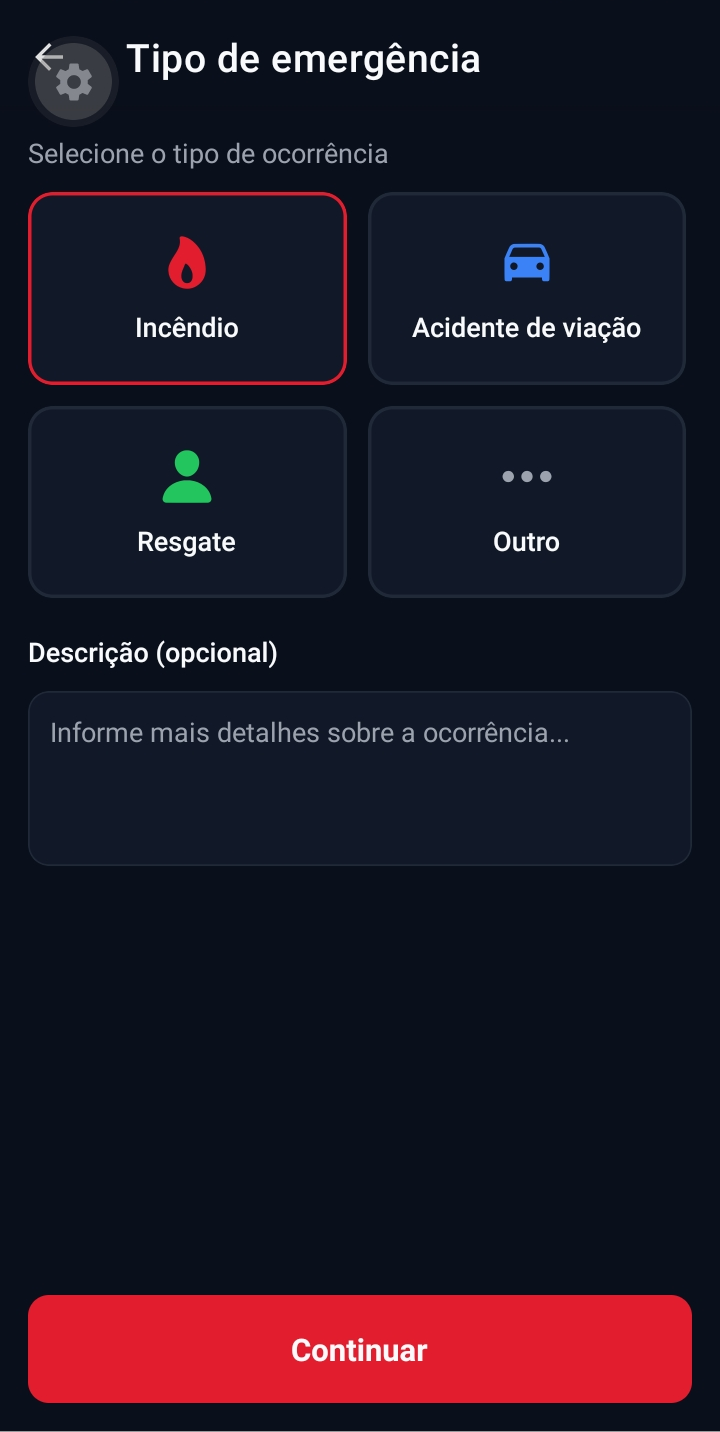 Tipo de emergência
Selecione o tipo de ocorrência
Incêndio
Acidente de viação
Resgate
Outro
Descrição (opcional)
Informe mais detalhes sobre a ocorrência...
Continuar